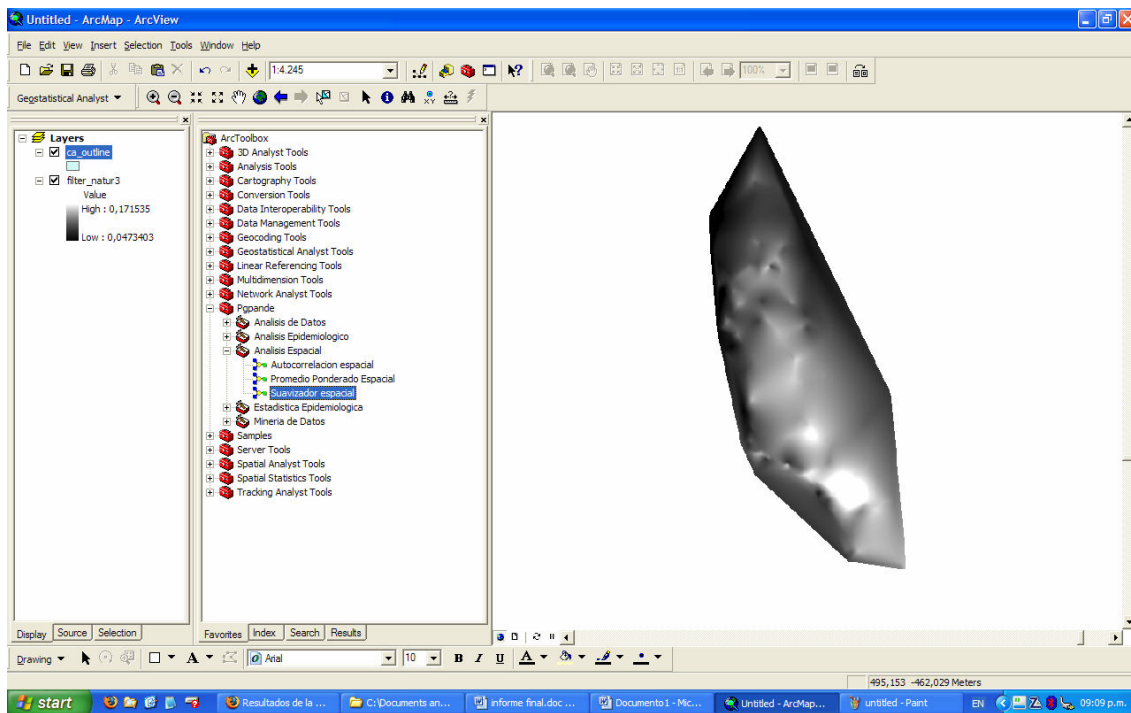 Untitled - ArcMap - ArcView
File Edit View Insert Selection Tools Window Help
1:4.245
100%
Geostatistical Analyst
Layers
ca_outline
filter_natur3
Value
High : 0,171535
Low : 0,0473403
ArcToolbox
3D Analyst Tools
Analysis Tools
Cartography Tools
Conversion Tools
Data Interoperability Tools
Data Management Tools
Geocoding Tools
Geostatistical Analyst Tools
Linear Referencing Tools
Multidimension Tools
Network Analyst Tools
Pgpande
Analisis de Datos
Analisis Epidemiologico
Analisis Espacial
Autocorrelacion espacial
Promedio Ponderado Espacial
Suavizador espacial
Estadistica Epidemiologica
Mineria de Datos
Samples
Server Tools
Spatial Analyst Tools
Spatial Statistics Tools
Tracking Analyst Tools
Display Source Selection
Favorites Index Search Results
Drawing A Arial 10 B I U A
495,153 -462,029 Meters
start Resultados de la ... C:\Documents an... informe final.doc ... Documento1 - Mic... Untitled - ArcMap... untitled - Paint EN 09:09 p.m.